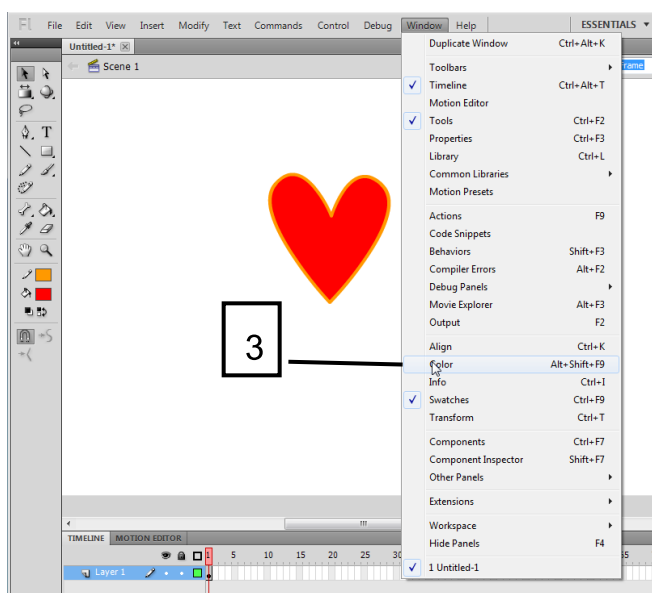 Fl File Edit View Insert Modify Text Commands Control Debug Window Help ESSENTIALS
Untitled-1*
Scene 1
Duplicate Window Ctrl+Alt+K
Toolbars
Timeline Ctrl+Alt+T
Motion Editor
Tools Ctrl+F2
Properties Ctrl+F3
Library Ctrl+L
Common Libraries
Motion Presets
Actions F9
Code Snippets
Behaviors Shift+F3
Compiler Errors Alt+F2
Debug Panels
Movie Explorer Alt+F3
Output F2
Align Ctrl+K
Color Alt+Shift+F9
Info Ctrl+I
Swatches Ctrl+F9
Transform Ctrl+T
Components Ctrl+F7
Component Inspector Shift+F7
Other Panels
Extensions
Workspace
Hide Panels F4
1 Untitled-1
T
3
TIMELINE MOTION EDITOR
1 5 10 15 20 25 30
Layer 1